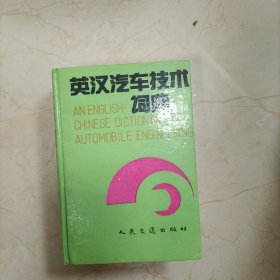 英汉汽车技术
词典
AN ENGLISH-
CHINESE DICTIONARY OF
AUTOMOBILE ENGINEERING
人民交通出版社